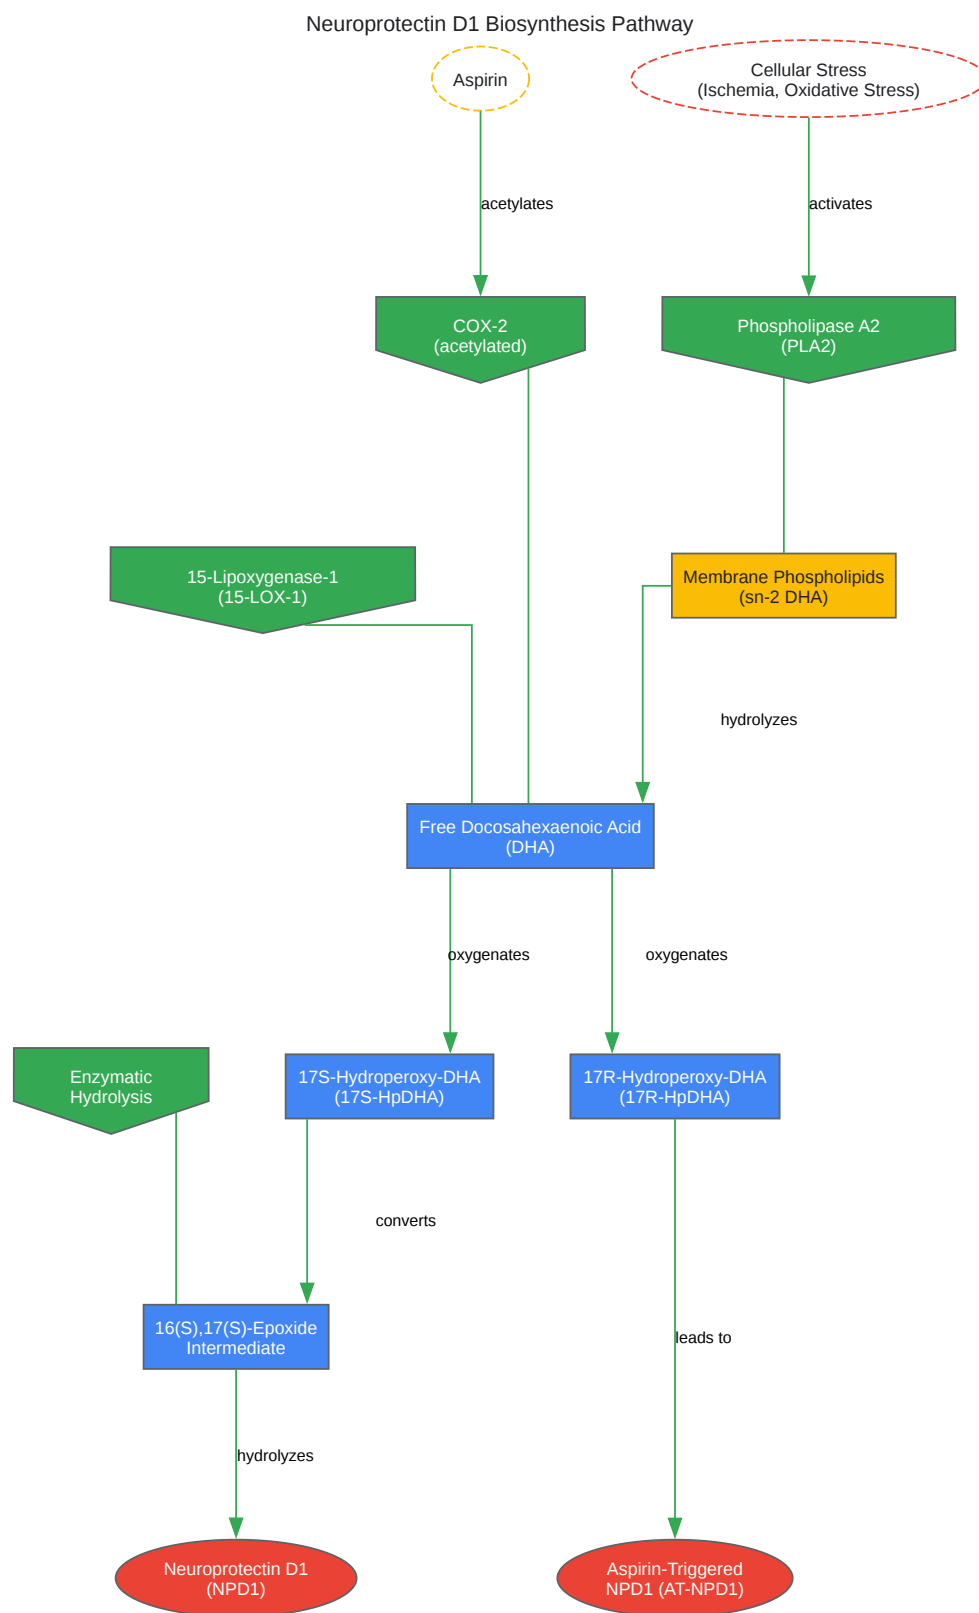 Neuroprotectin D1 Biosynthesis Pathway
Aspirin
Cellular Stress
(Ischemia, Oxidative Stress)
acetylates
activates
COX-2
(acetylated)
Phospholipase A2
(PLA2)
15-Lipoxygenase-1
(15-LOX-1)
Membrane Phospholipids
(sn-2 DHA)
hydrolyzes
Free Docosahexaenoic Acid
(DHA)
oxygenates
oxygenates
Enzymatic
Hydrolysis
17S-Hydroperoxy-DHA
(17S-HpDHA)
17R-Hydroperoxy-DHA
(17R-HpDHA)
converts
16(S),17(S)-Epoxide
Intermediate
leads to
hydrolyzes
Neuroprotectin D1
(NPD1)
Aspirin-Triggered
NPD1 (AT-NPD1)